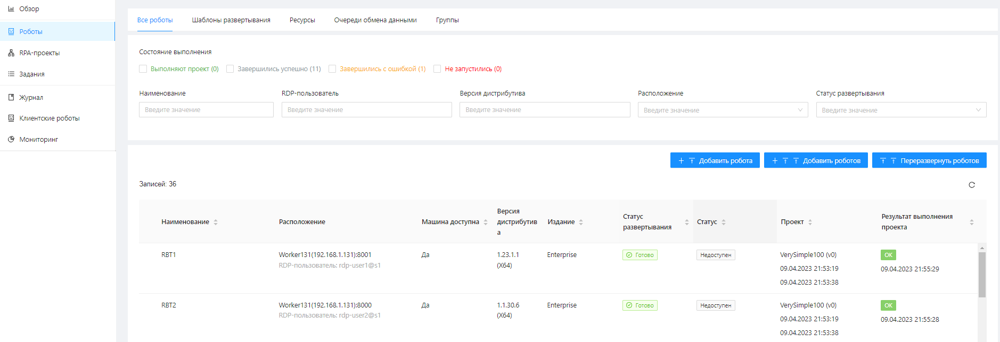 Обзор
Роботы
RPA-проекты
Задания
Журнал
Клиентские роботы
Мониторинг
Все роботы
Шаблоны развертывания
Ресурсы
Очереди обмена данными
Группы
Состояние выполнения
Выполняют проект (0)
Завершились успешно (11)
Завершились с ошибкой (1)
Не запустились (0)
Наименование
RDP-пользователь
Версия дистрибутива
Расположение
Статус развертывания
Введите значение
Введите значение
Введите значение
Введите значение
Введите значение
Добавить робота
Добавить роботов
Переразвернуть роботов
Записей: 36
Наименование
Расположение
Машина доступна
Версия
дистрибутив
а
Издание
Статус
развертывания
Статус
Проект
Результат выполнения
проекта
RBT1
Worker131(192.168.1.131):8001
RDP-пользователь: rdp-user1@s1
Да
1.23.1.1
(X64)
Enterprise
Готово
Недоступен
VerySimple100 (v0)
09.04.2023 21:53:19
09.04.2023 21:53:38
OK
09.04.2023 21:55:29
RBT2
Worker131(192.168.1.131):8000
RDP-пользователь: rdp-user2@s1
Да
1.1.30.6
(X64)
Enterprise
Готово
Недоступен
VerySimple100 (v0)
09.04.2023 21:53:19
09.04.2023 21:53:38
OK
09.04.2023 21:55:28